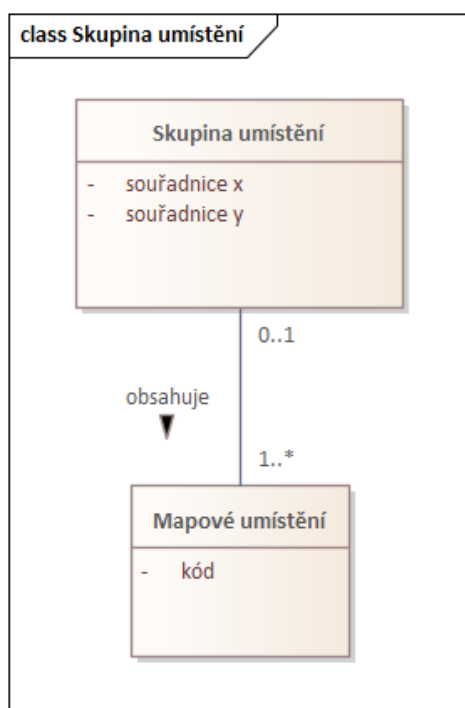 class Skupina umístění
Skupina umístění
- souřadnice x
- souřadnice y
0..1
obsahuje
1..*
Mapové umístění
- kód